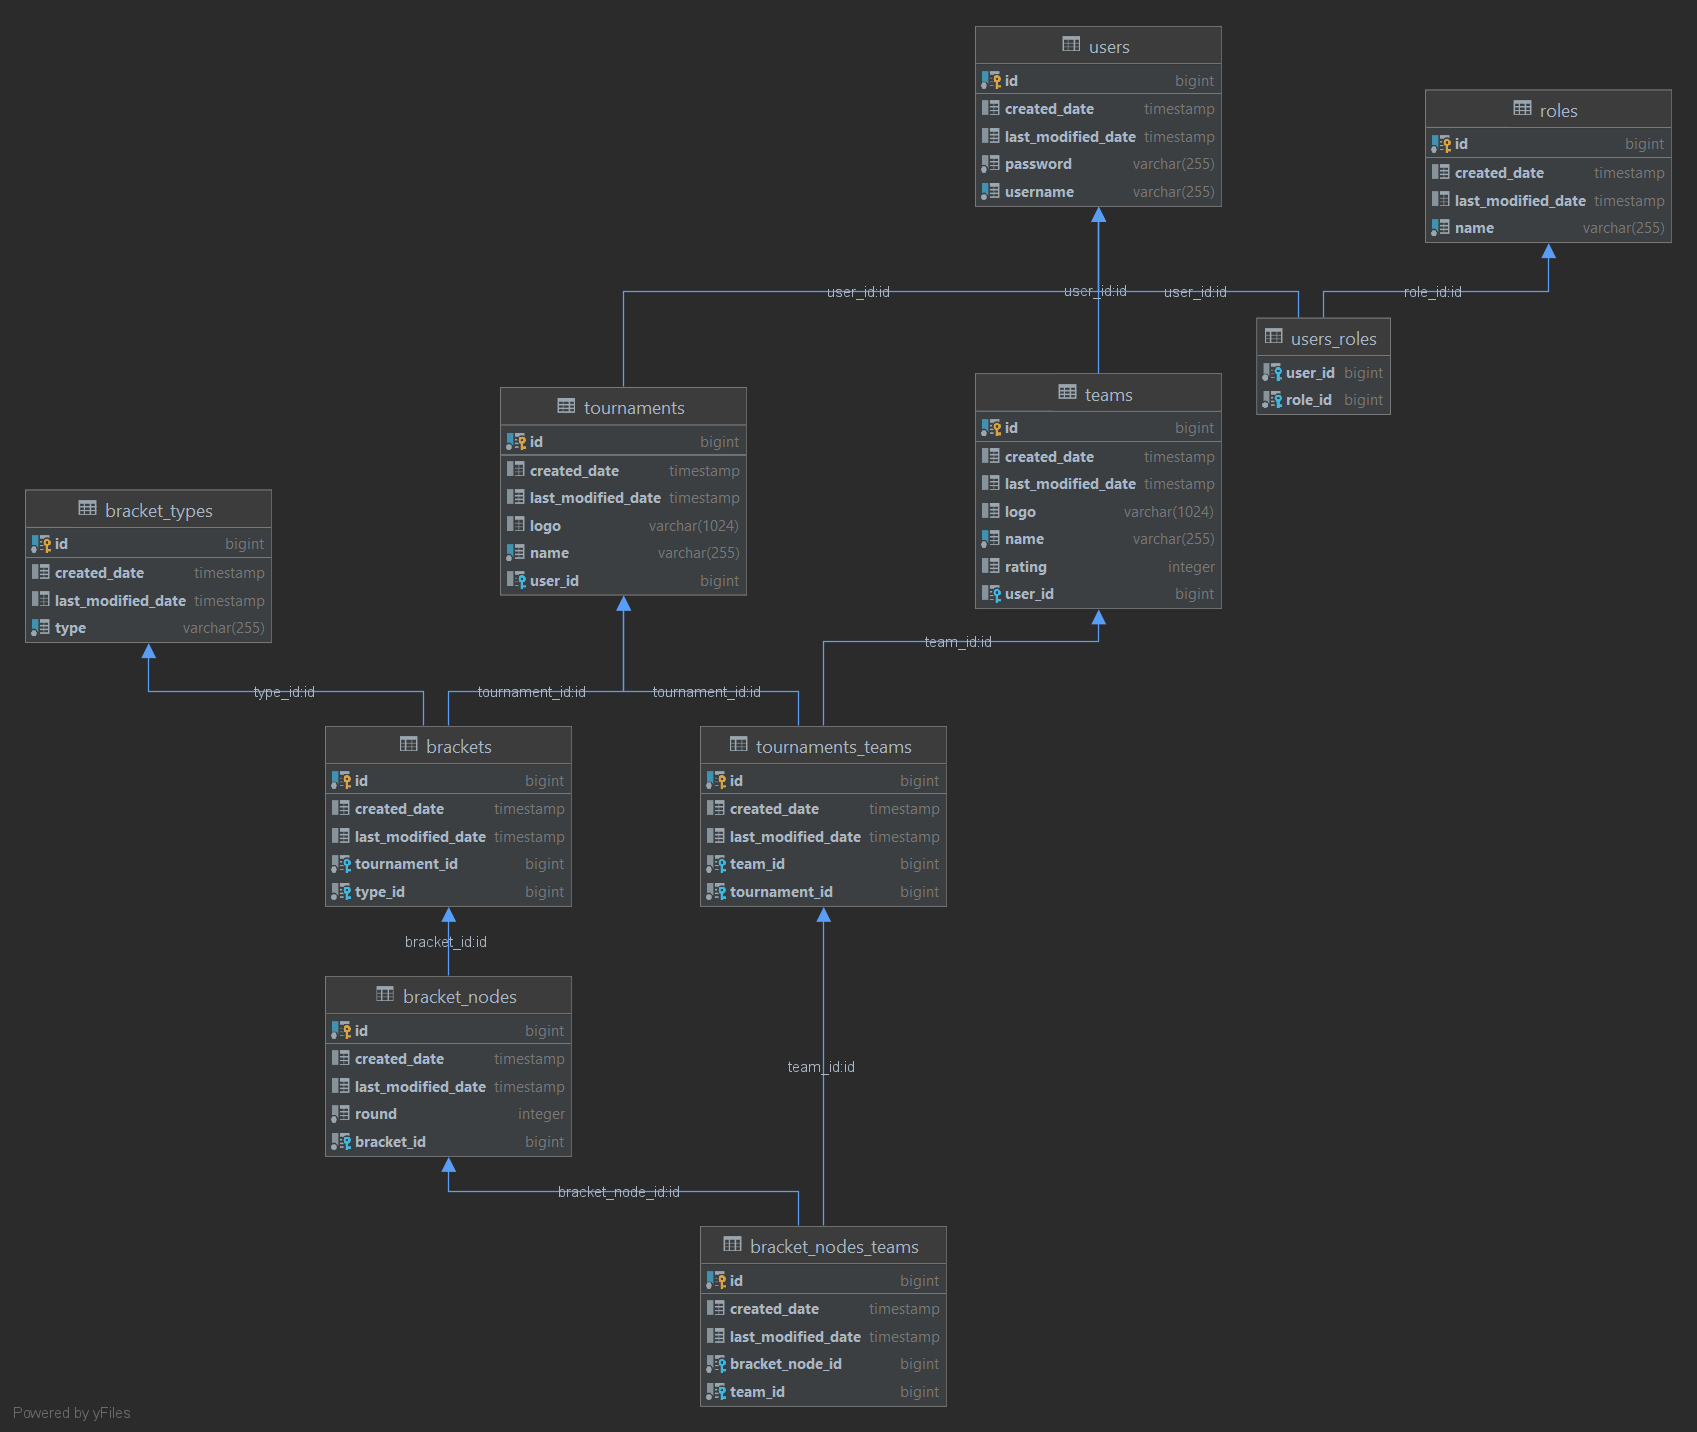 users
id bigint
created_date timestamp
last_modified_date timestamp
password varchar(255)
username varchar(255)
roles
id bigint
created_date timestamp
last_modified_date timestamp
name varchar(255)
user_id:id
user_id:id
user_id:id
role_id:id
users_roles
user_id bigint
role_id bigint
tournaments
id bigint
created_date timestamp
last_modified_date timestamp
logo varchar(1024)
name varchar(255)
user_id bigint
teams
id bigint
created_date timestamp
last_modified_date timestamp
logo varchar(1024)
name varchar(255)
rating integer
user_id bigint
bracket_types
id bigint
created_date timestamp
last_modified_date timestamp
type varchar(255)
team_id:id
type_id:id
tournament_id:id
tournament_id:id
brackets
id bigint
created_date timestamp
last_modified_date timestamp
tournament_id bigint
type_id bigint
tournaments_teams
id bigint
created_date timestamp
last_modified_date timestamp
team_id bigint
tournament_id bigint
bracket_id:id
bracket_nodes
id bigint
created_date timestamp
last_modified_date timestamp
round integer
bracket_id bigint
team_id:id
bracket_node_id:id
bracket_nodes_teams
id bigint
created_date timestamp
last_modified_date timestamp
bracket_node_id bigint
team_id bigint
Powered by yFiles